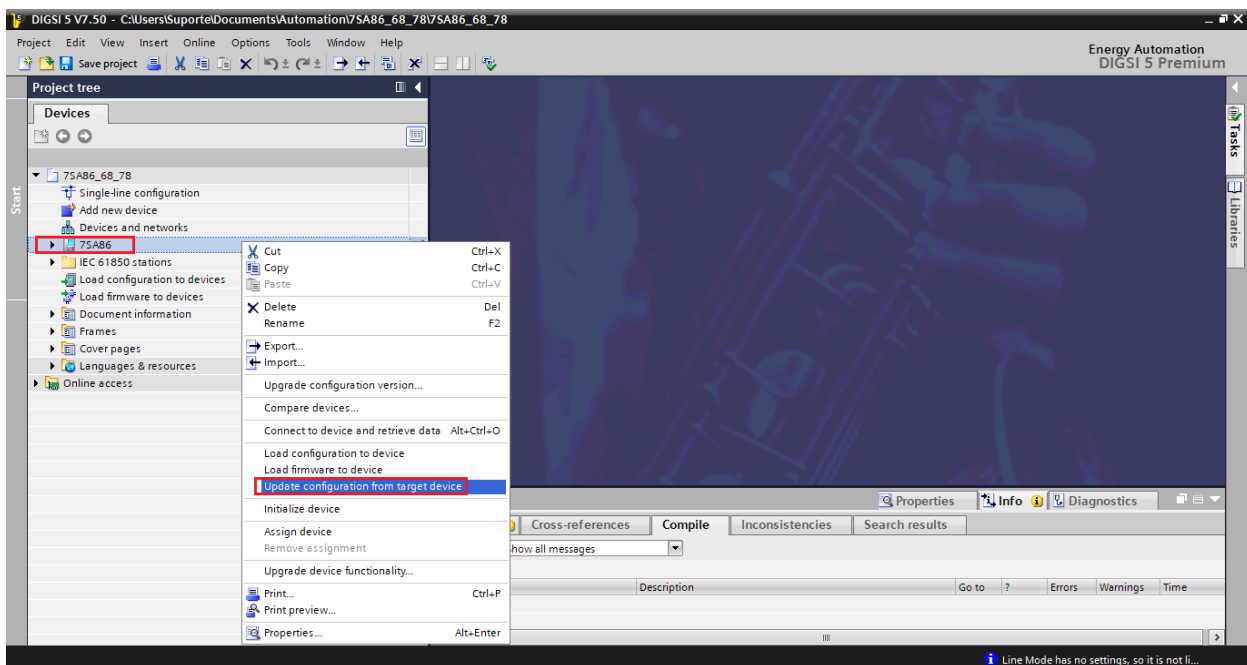 DIGSI 5 V7.50 - C:\Users\Suporte\Documents\Automation\7SA86_68_78\7SA86_68_78
Project Edit View Insert Online Options Tools Window Help
Energy Automation
DIGSI 5 Premium
Save project
Project tree
Devices
Start
7SA86_68_78
Single-line configuration
Add new device
Devices and networks
7SA86
IEC 61850 stations
Load configuration to devices
Load firmware to devices
Document information
Frames
Cover pages
Languages & resources
Online access
Cut Ctrl+X
Copy Ctrl+C
Paste Ctrl+V
Delete Del
Rename F2
Export...
Import...
Upgrade configuration version...
Compare devices...
Connect to device and retrieve data Alt+Ctrl+O
Load configuration to device
Load firmware to device
Update configuration from target device
Initialize device
Assign device
Remove assignment
Upgrade device functionality...
Print... Ctrl+P
Print preview...
Properties... Alt+Enter
Tasks
Libraries
Properties Info Diagnostics
Cross-references Compile Inconsistencies Search results
Show all messages
Description Go to ? Errors Warnings Time
Line Mode has no settings, so it is not li...